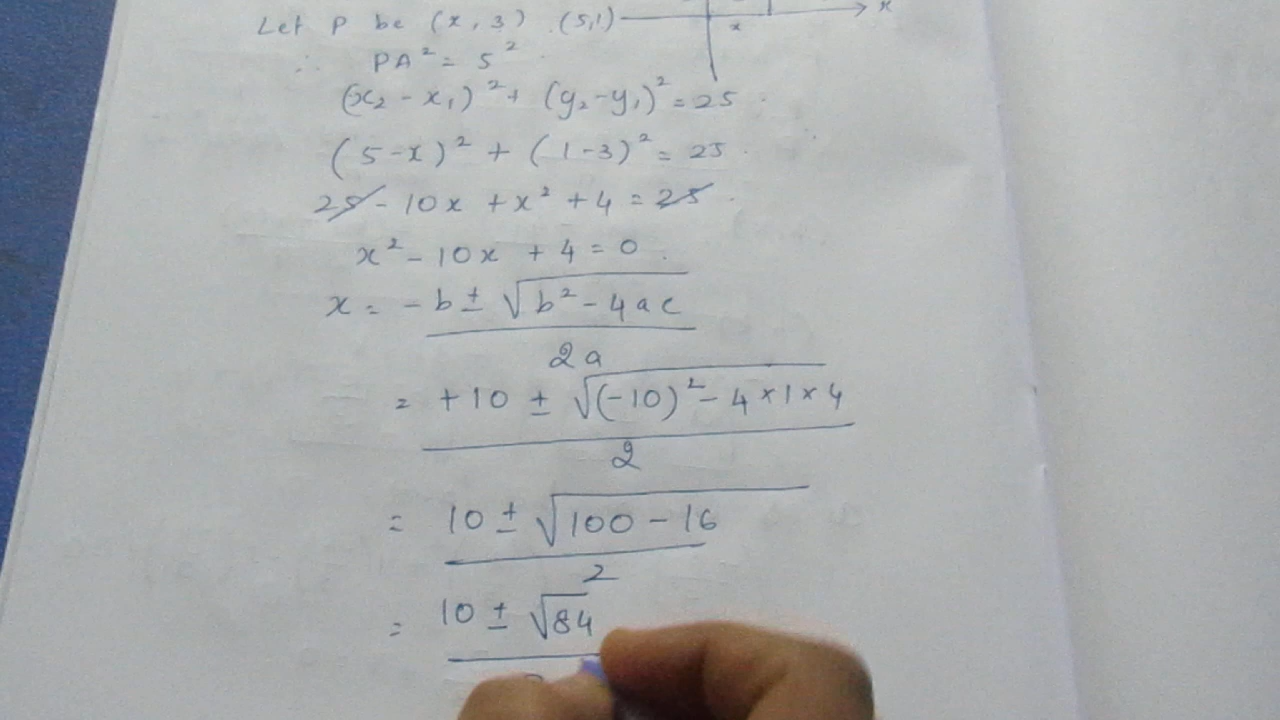 Let P be (x, 3) (5,1) x
x
∴ PA² = 5²
(x₂ - x₁)² + (y₂ - y₁)² = 25
(5 - x)² + (1 - 3)² = 25
25 - 10x + x² + 4 = 25
x² - 10x + 4 = 0
x = -b ± √b² - 4ac
2a
= +10 ± √(-10)² - 4 × 1 × 4
2
= 10 ± √100 - 16
2
= 10 ± √84